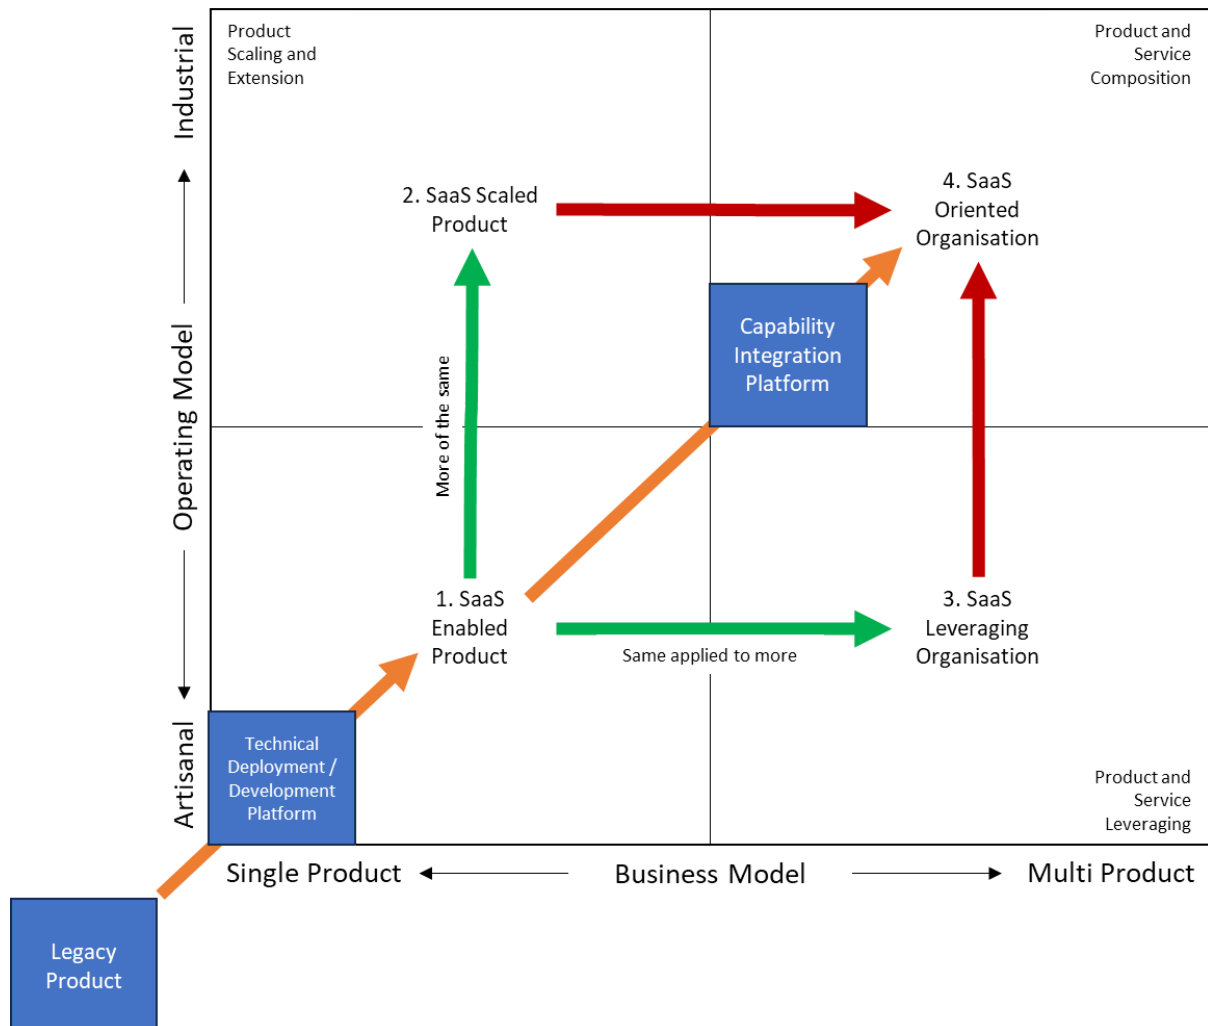 Product
Scaling and
Extension
Product and
Service
Composition
Industrial
Operating Model
Artisanal
2. SaaS Scaled
Product
4. SaaS
Oriented
Organisation
Capability
Integration
Platform
More of the same
1. SaaS
Enabled
Product
Same applied to more
3. SaaS
Leveraging
Organisation
Technical
Deployment /
Development
Platform
Product and
Service
Leveraging
Single Product
Business Model
Multi Product
Legacy
Product